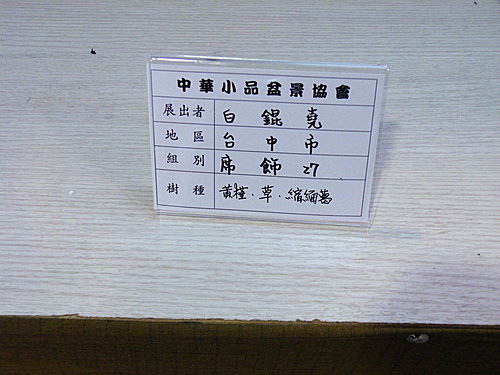 中華小品盆景協會
展出者 白錕堯
地區 台中市
組別 席飾 27
樹種 黃槿.草.縮緬葛